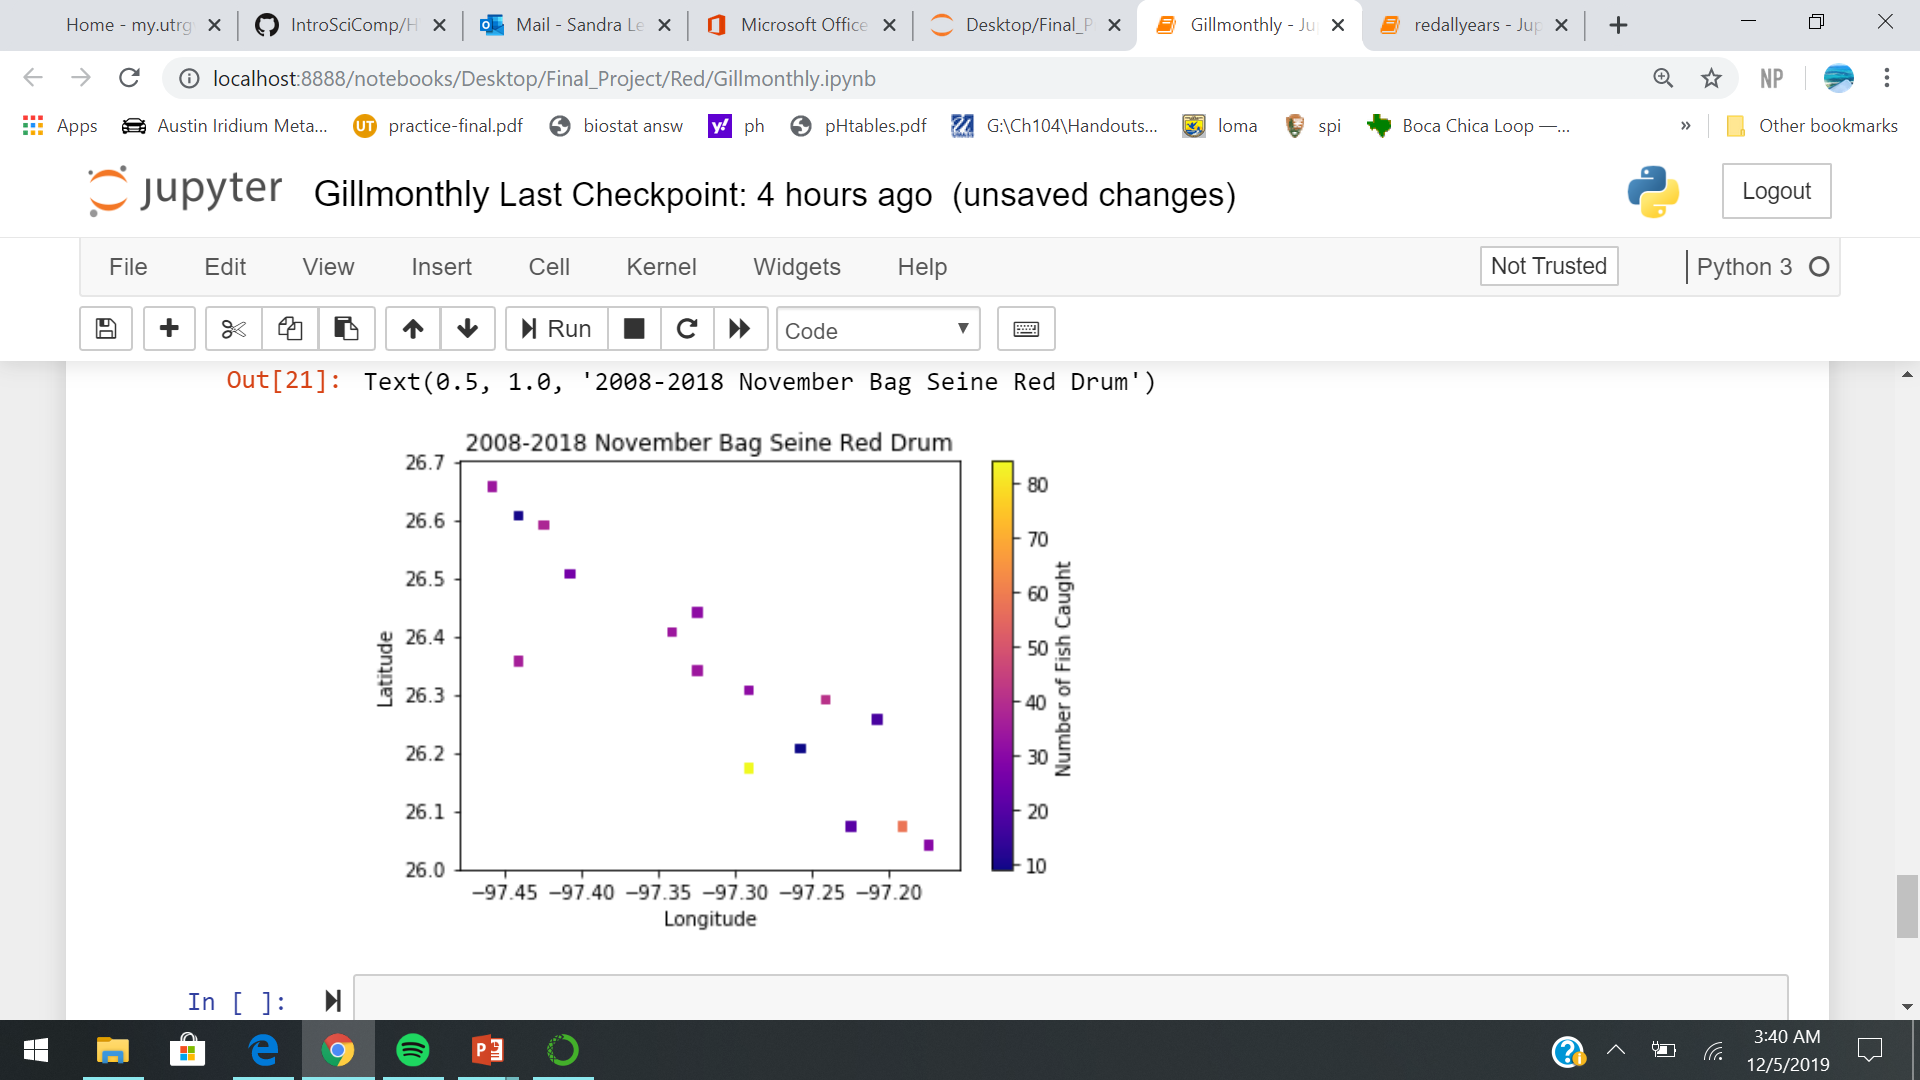 Home - my.utrg
IntroSciComp/H
Mail - Sandra Le
Microsoft Office
Desktop/Final_P
Gillmonthly - Ju
redallyears - Jup
localhost:8888/notebooks/Desktop/Final_Project/Red/Gillmonthly.ipynb
NP
Apps
Austin Iridium Meta...
UT practice-final.pdf
biostat answ
y! ph
pHtables.pdf
G:\Ch104\Handouts...
loma
spi
Boca Chica Loop —...
»
Other bookmarks
jupyter Gillmonthly Last Checkpoint: 4 hours ago (unsaved changes)
Logout
File Edit View Insert Cell Kernel Widgets Help
Not Trusted
Python 3
Run
Code
Out[21]: Text(0.5, 1.0, '2008-2018 November Bag Seine Red Drum')
2008-2018 November Bag Seine Red Drum
26.7
26.6
26.5
26.4
26.3
26.2
26.1
26.0
Latitude
−97.45 −97.40 −97.35 −97.30 −97.25 −97.20
Longitude
80
70
60
50
40
30
20
10
Number of Fish Caught
In [ ]:
3:40 AM
12/5/2019